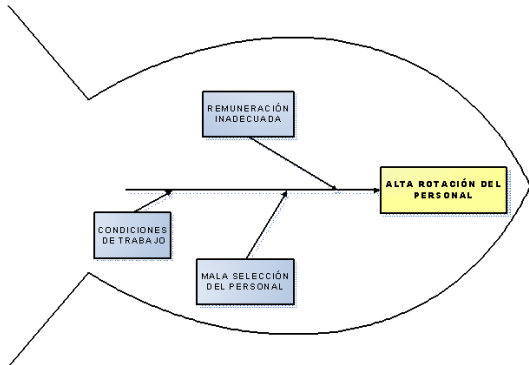 REMUNERACIÓN
INADECUADA
ALTA ROTACIÓN DEL
PERSONAL
CONDICIONES
DE TRABAJO
MALA SELECCIÓN
DEL PERSONAL